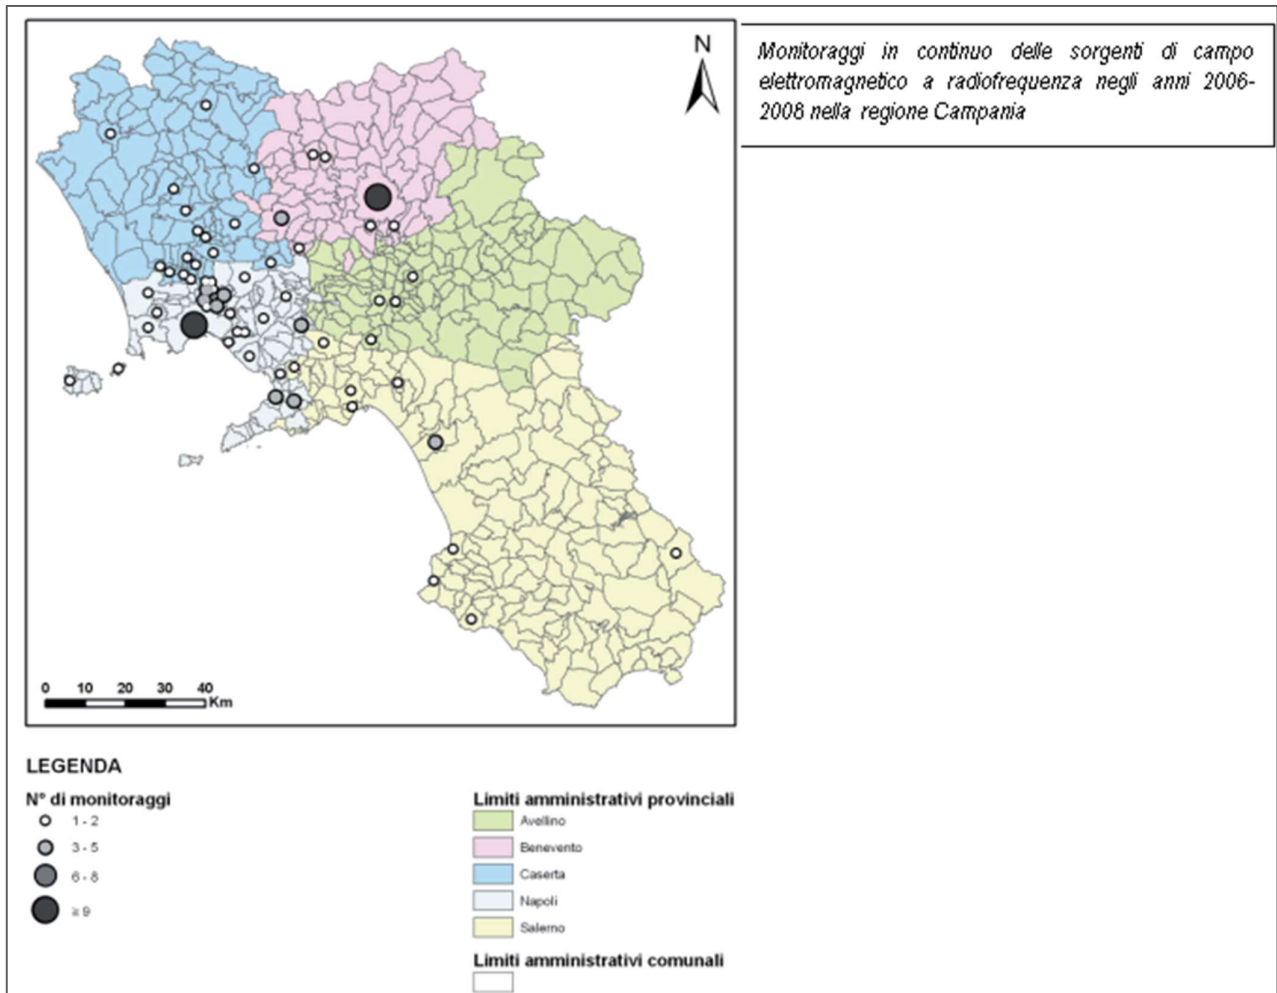 N
Monitoraggi in continuo delle sorgenti di campo
elettromagnetico a radiofrequenza negli anni 2006-
2008 nella regione Campania
0 10 20 30 40
Km
LEGENDA
N° di monitoraggi
1 - 2
3 - 5
6 - 8
≥ 9
Limiti amministrativi provinciali
Avellino
Benevento
Caserta
Napoli
Salerno
Limiti amministrativi comunali